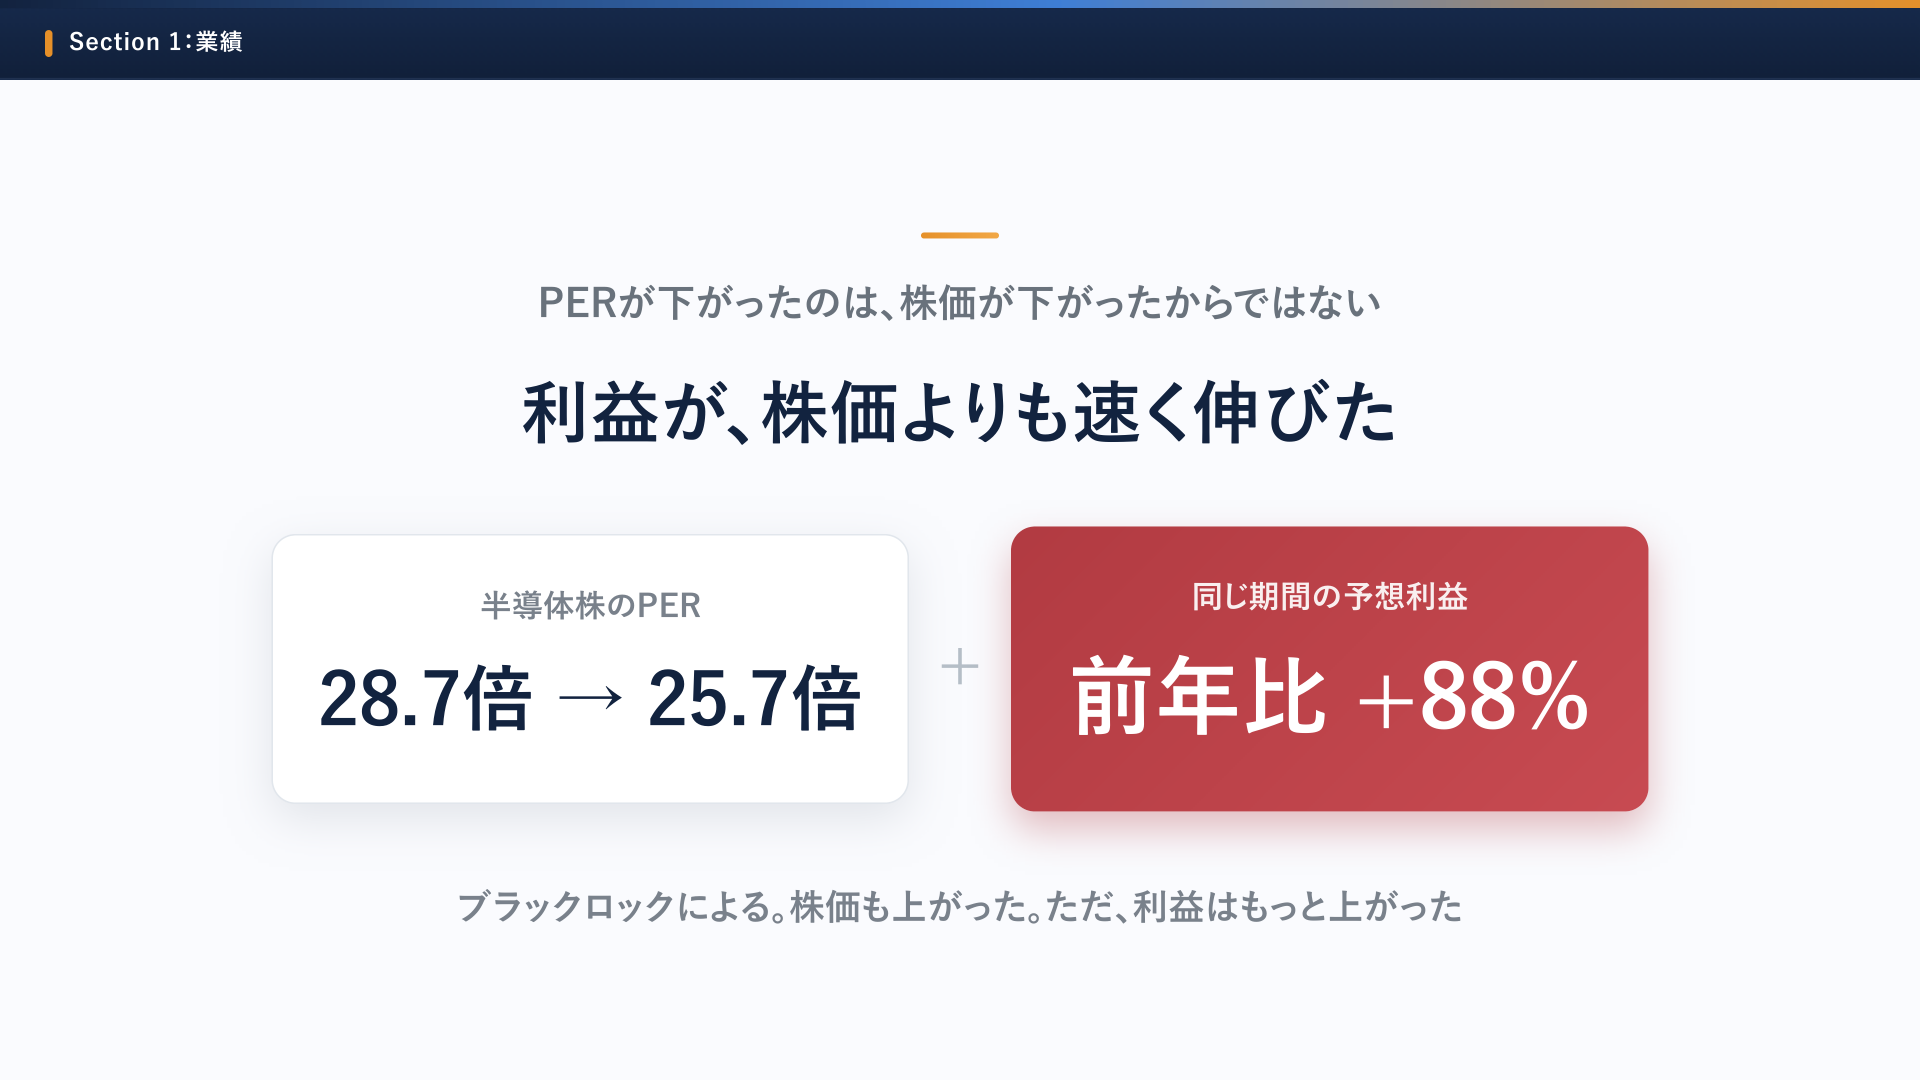 Section 1：業績
PERが下がったのは、株価が下がったからではない
利益が、株価よりも速く伸びた
半導体株のPER
28.7倍 → 25.7倍
＋
同じ期間の予想利益
前年比 ＋88%
ブラックロックによる。株価も上がった。ただ、利益はもっと上がった